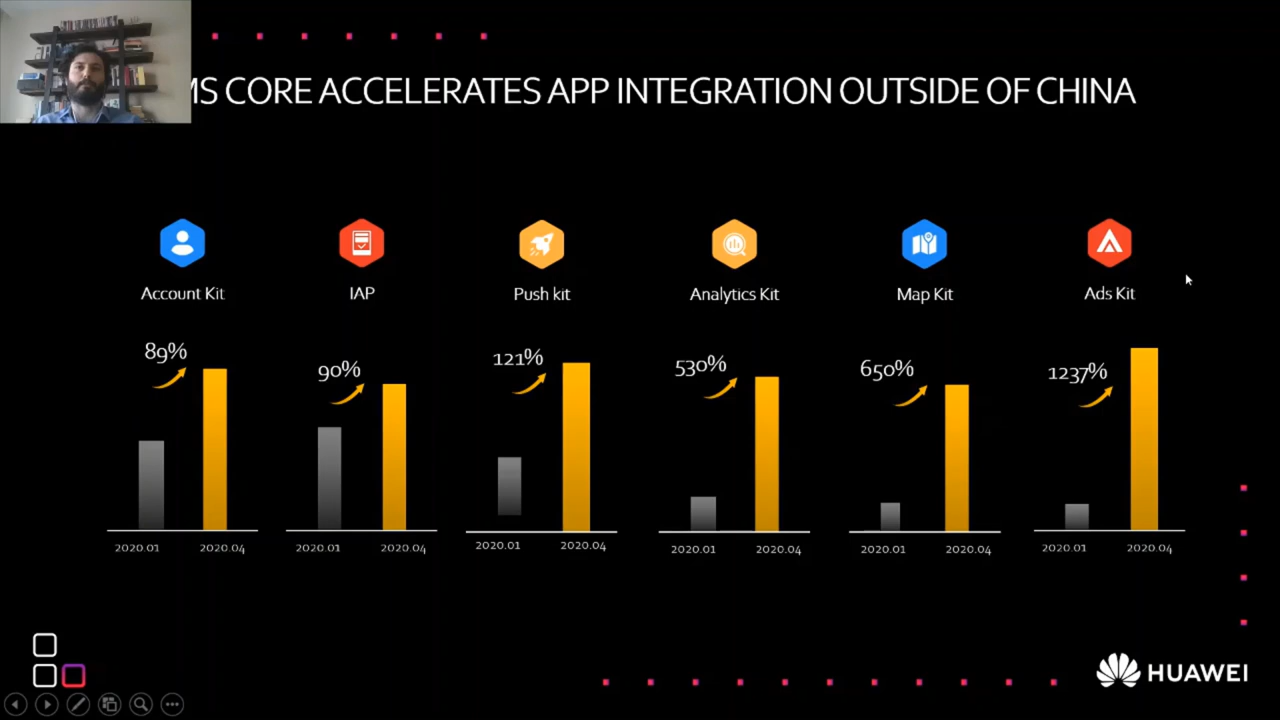 MS CORE ACCELERATES APP INTEGRATION OUTSIDE OF CHINA
Account Kit
IAP
Push kit
Analytics Kit
Map Kit
Ads Kit
89%
90%
121%
530%
650%
1237%
2020.01 2020.04
2020.01 2020.04
2020.01 2020.04
2020.01 2020.04
2020.01 2020.04
2020.01 2020.04
HUAWEI